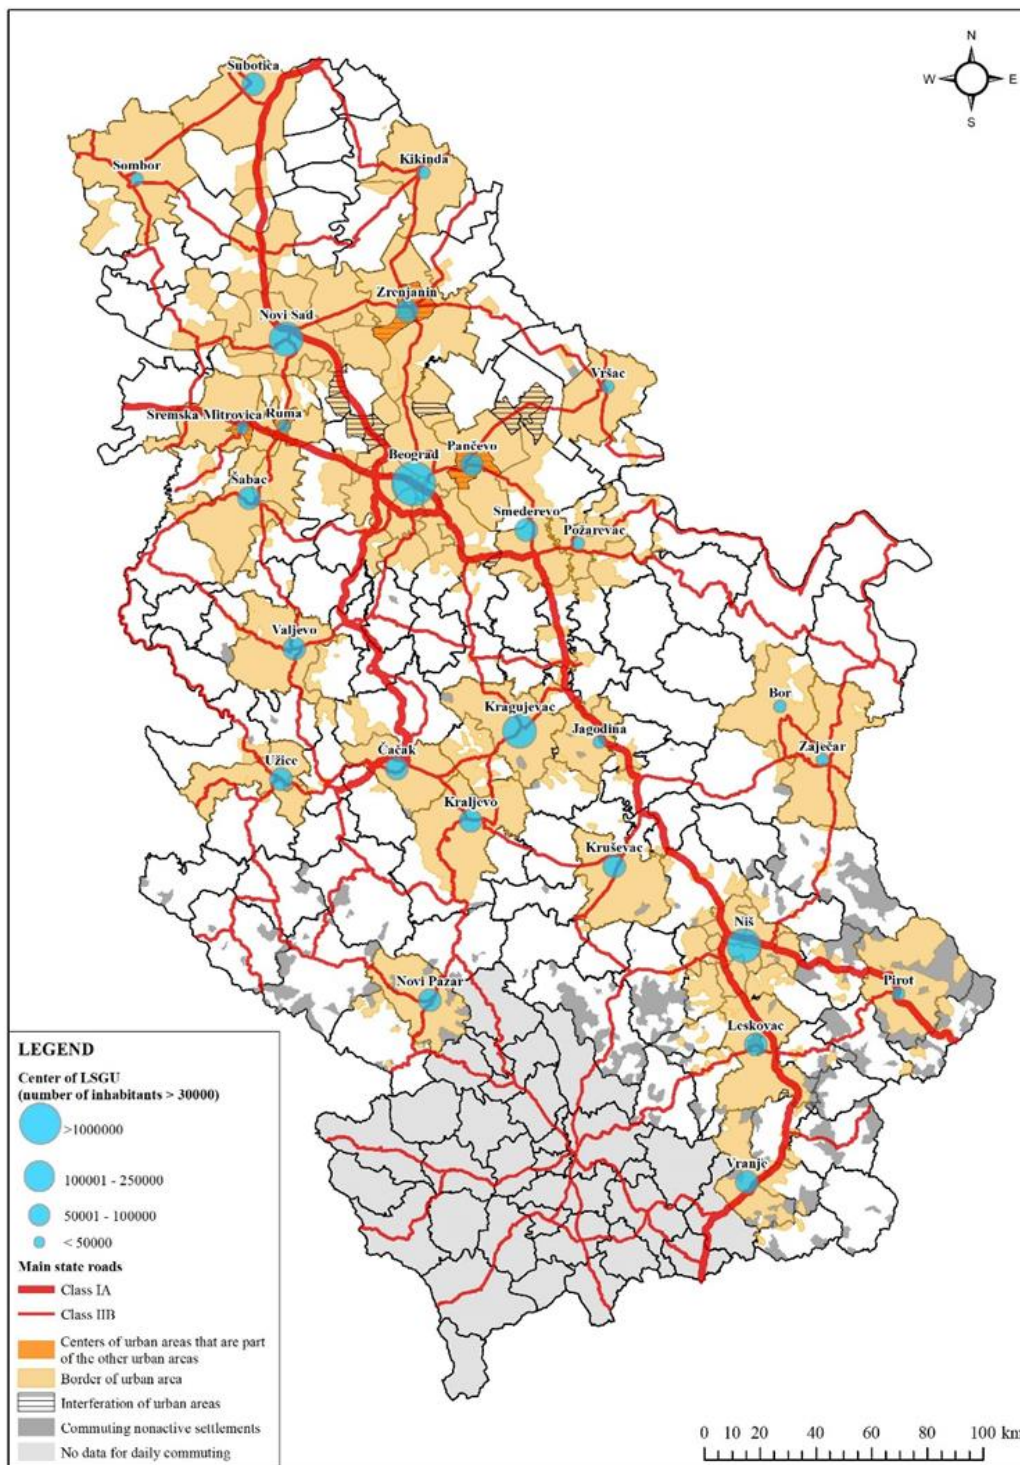 N
W E
S
Subotica
Sombor
Kikinda
Zrenjanin
Novi Sad
Vršac
Sremska Mitrovica
Ruma
Pančevo
Beograd
Šabac
Smederevo
Požarevac
Valjevo
Bor
Kragujevac
Jagodina
Zaječar
Užice
Čačak
Kraljevo
Kruševac
Niš
Pirot
Novi Pazar
Leskovac
Vranje
LEGEND
Center of LSGU
(number of inhabitants > 30000)
>1000000
100001 - 250000
50001 - 100000
< 50000
Main state roads
Class IA
Class IIB
Centers of urban areas that are part
of the other urban areas
Border of urban area
Interferation of urban areas
Commuting nonactive settlements
No data for daily commuting
0 10 20 40 60 80 100 km